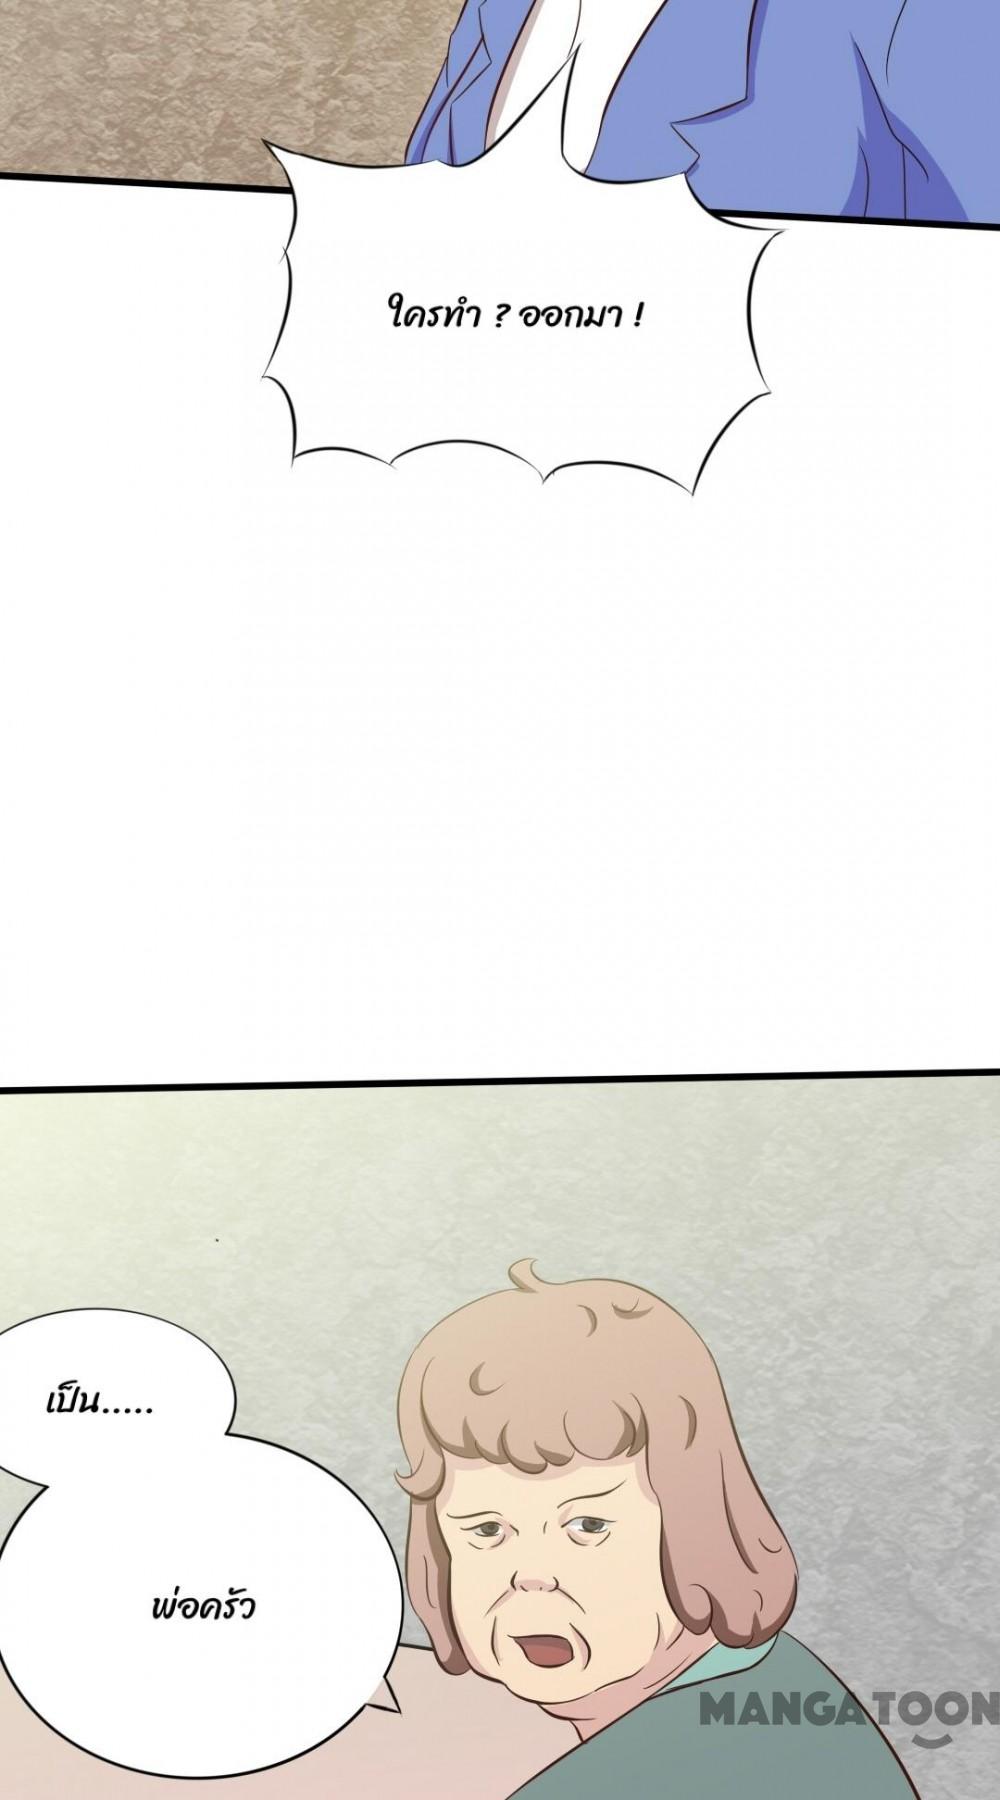 ใครทำ ? ออกมา !
เป็น.....
พ่อครัว
MANGATOON